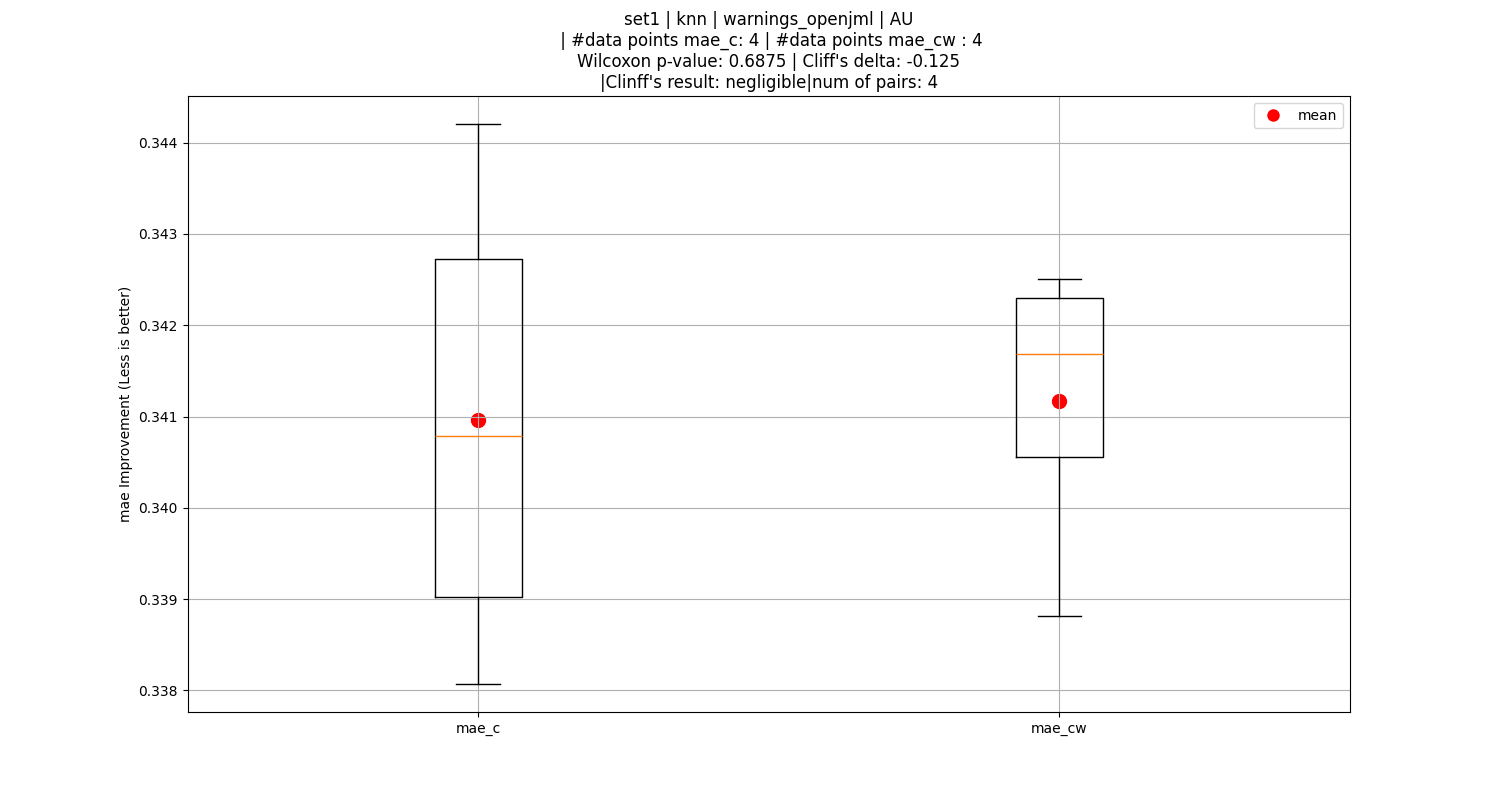 set1 | knn | warnings_openjml | AU
| #data points mae_c: 4 | #data points mae_cw : 4
Wilcoxon p-value: 0.6875 | Cliff's delta: -0.125
|Clinff's result: negligible|num of pairs: 4
mean
mae Improvement (Less is better)
0.344
0.343
0.342
0.341
0.340
0.339
0.338
mae_c
mae_cw